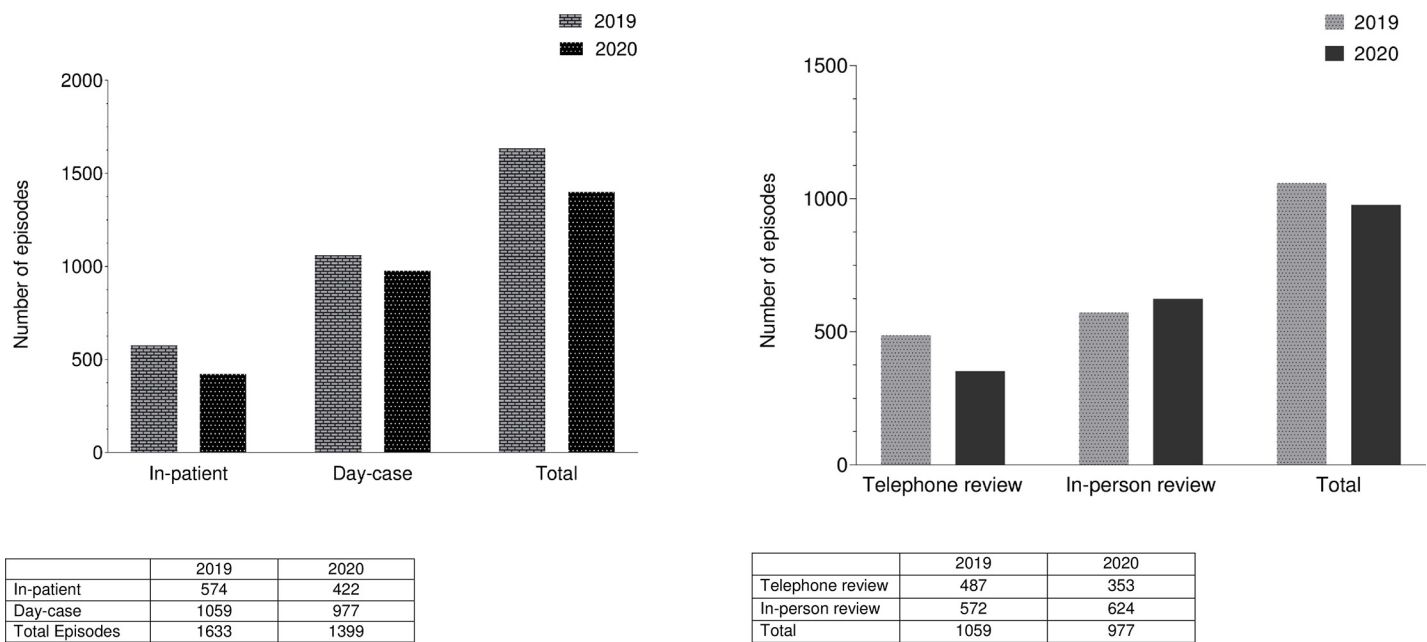 2019
2020
Number of episodes
2000
1500
1000
500
0
In-patient Day-case Total
2019 2020
In-patient 574 422
Day-case 1059 977
Total Episodes 1633 1399
2019
2020
Number of episodes
1500
1000
500
0
Telephone review In-person review Total
2019 2020
Telephone review 487 353
In-person review 572 624
Total 1059 977